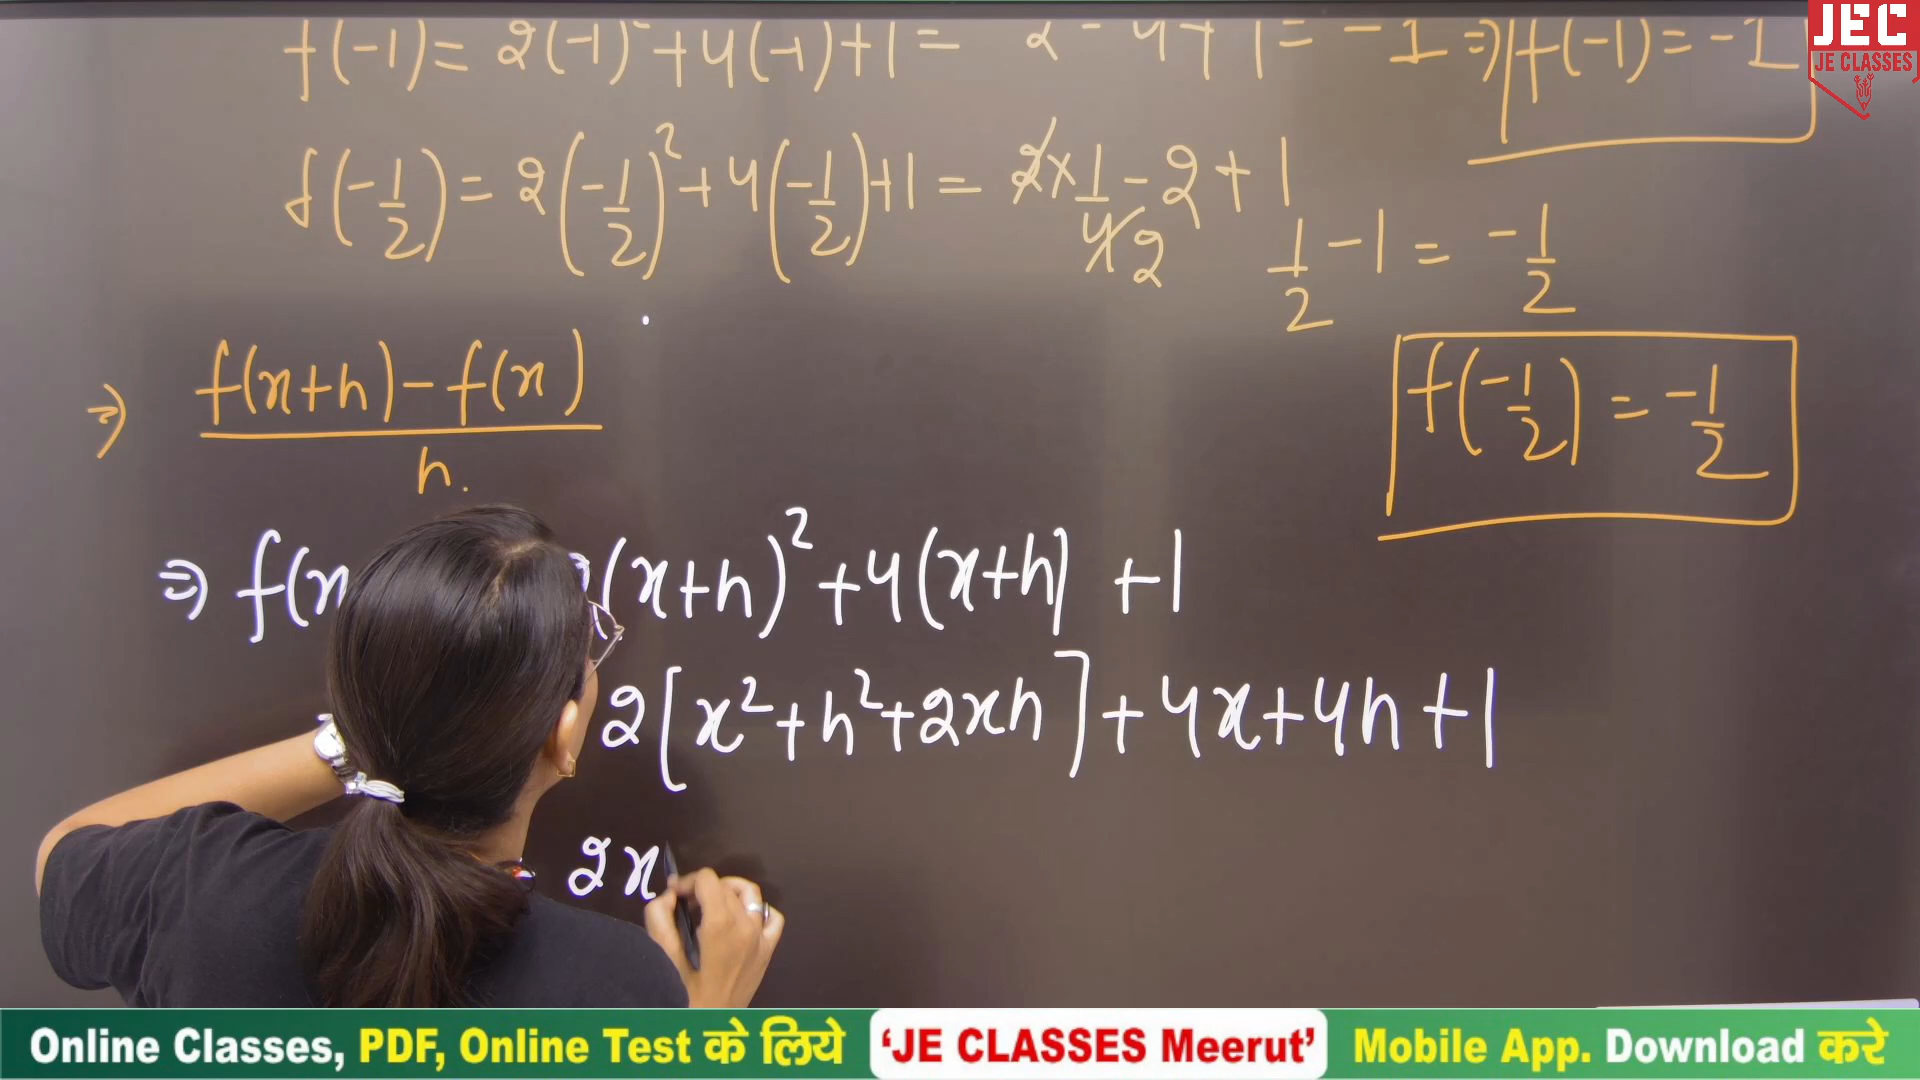 f(-1) = 2(-1)² + 4(-1) + 1 = 2 - 4 + 1 = -1 ⇒ f(-1) = -1
JEC
JE CLASSES
f(-1/2) = 2(-1/2)² + 4(-1/2) + 1 = 2 × 1/4 2 - 2 + 1
1/2 - 1 = -1/2
⇒ f(x+h) - f(x) / h.
f(-1/2) = -1/2
⇒ f(x (x+h)² + 4(x+h) + 1
2[x² + h² + 2xh] + 4x + 4h + 1
2x
Online Classes, PDF, Online Test के लिये 'JE CLASSES Meerut' Mobile App. Download करे